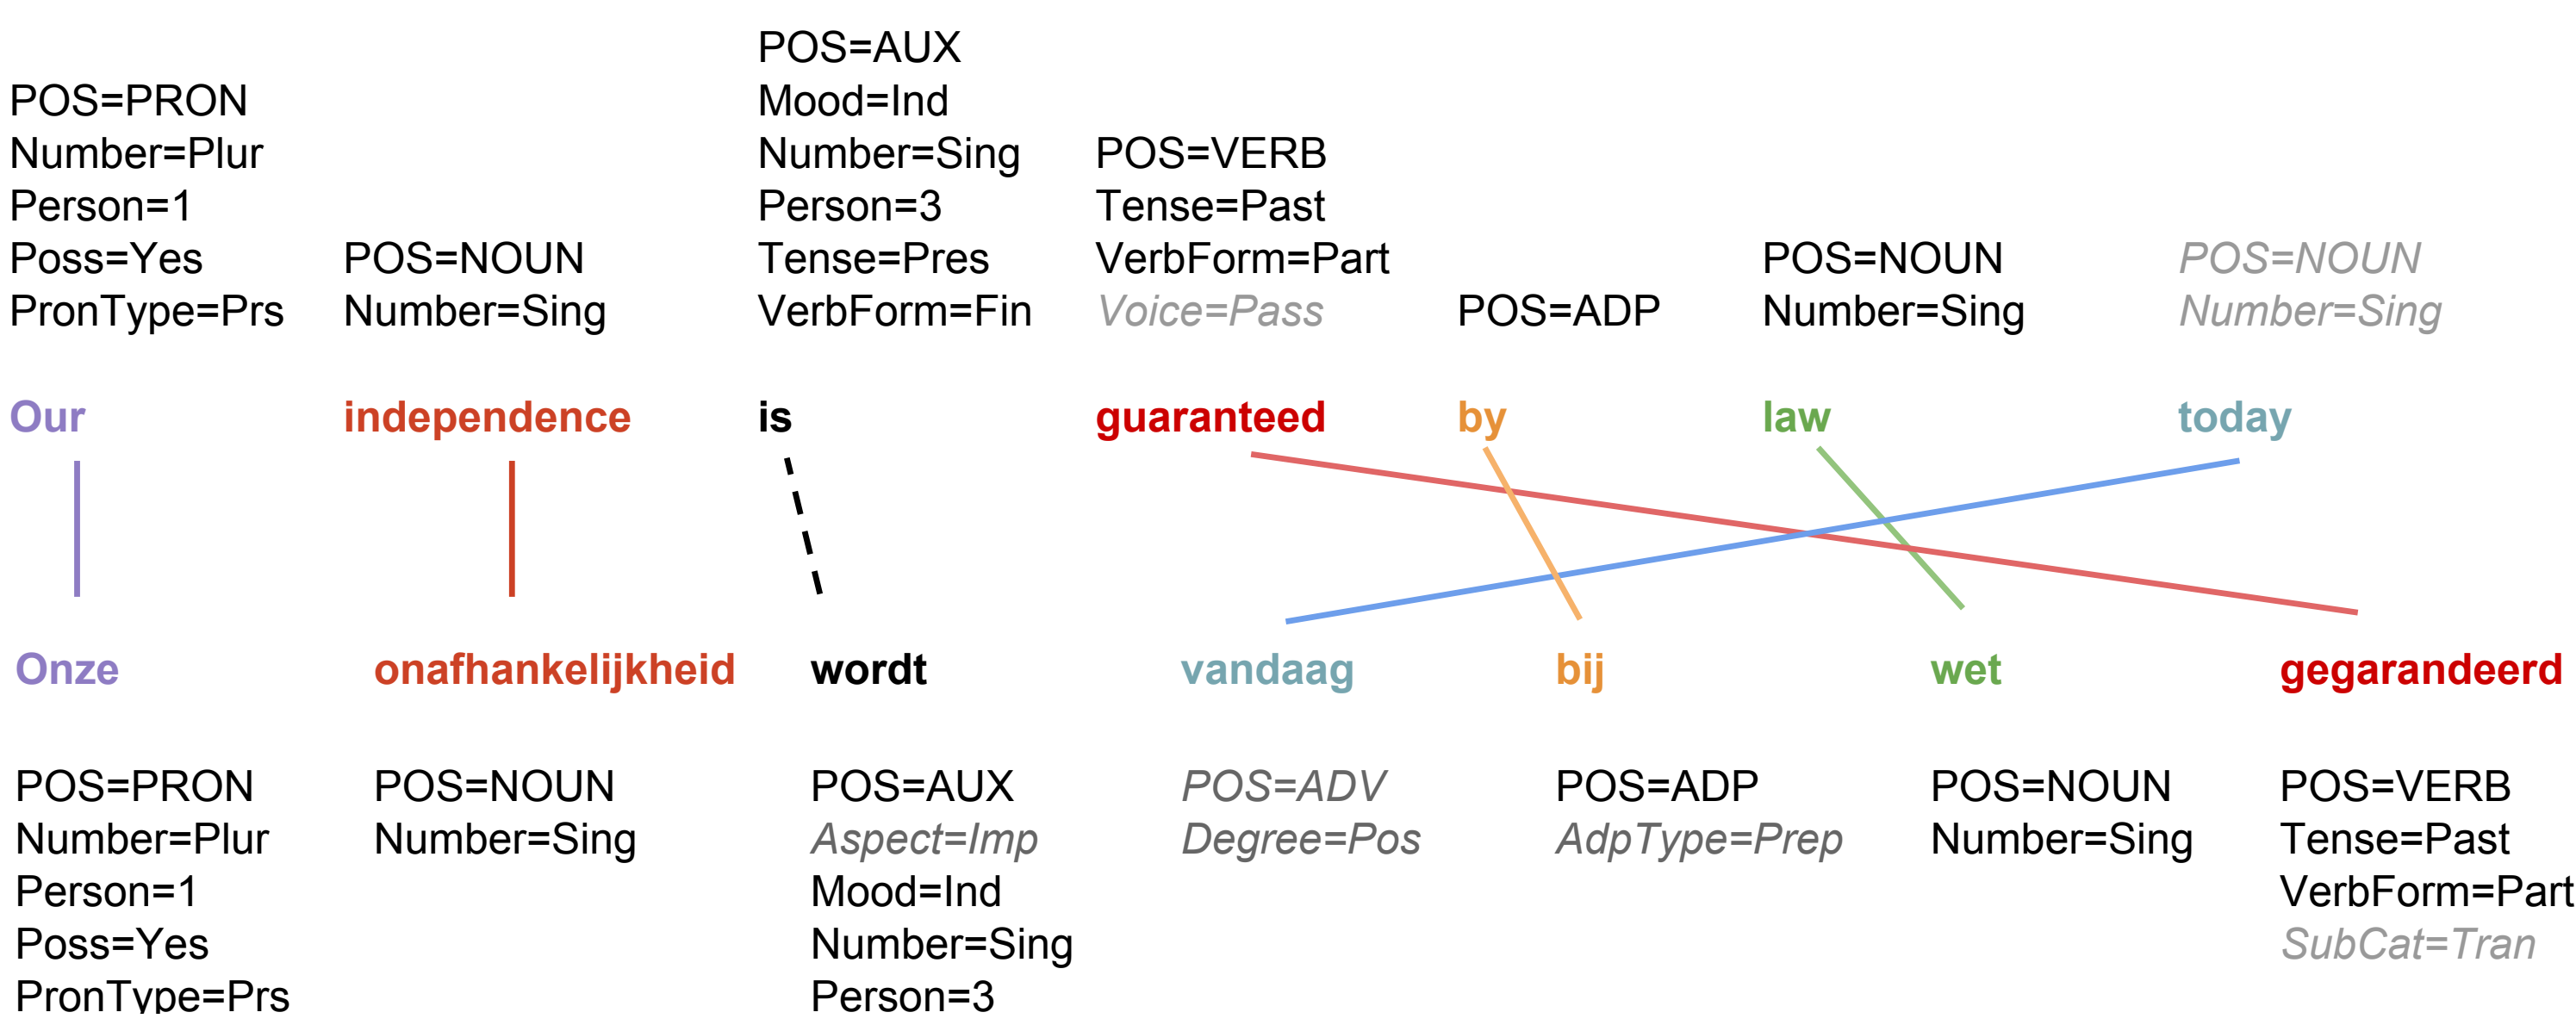 POS=PRON
Number=Plur
Person=1
Poss=Yes
PronType=Prs
POS=NOUN
Number=Sing
POS=AUX
Mood=Ind
Number=Sing
Person=3
Tense=Pres
VerbForm=Fin
POS=VERB
Tense=Past
VerbForm=Part
Voice=Pass
POS=ADP
POS=NOUN
Number=Sing
POS=NOUN
Number=Sing
Our independence is guaranteed by law today
Onze onafhankelijkheid wordt vandaag bij wet gegarandeerd
POS=PRON
Number=Plur
Person=1
Poss=Yes
PronType=Prs
POS=NOUN
Number=Sing
POS=AUX
Aspect=Imp
Mood=Ind
Number=Sing
Person=3
POS=ADV
Degree=Pos
POS=ADP
AdpType=Prep
POS=NOUN
Number=Sing
POS=VERB
Tense=Past
VerbForm=Part
SubCat=Tran